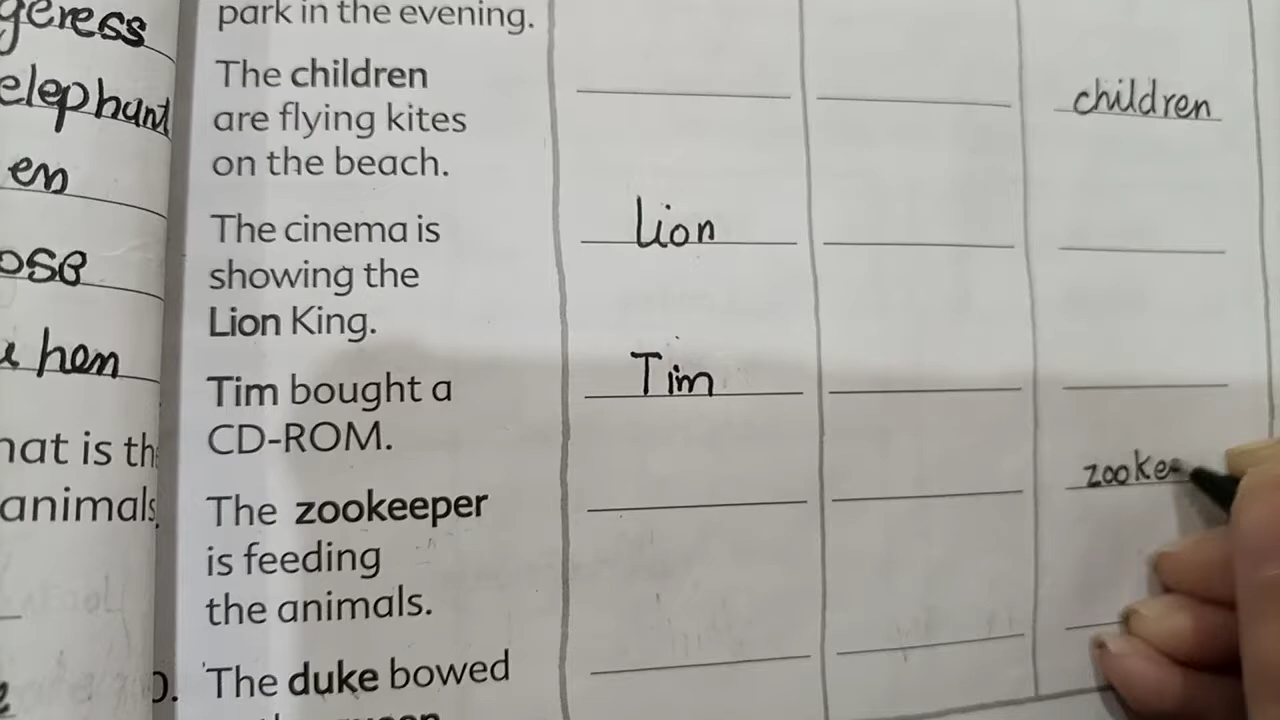 geress
elephant
en
ose
hen
hat is th
animals
park in the evening.
The children
are flying kites
on the beach.
children
The cinema is
showing the
Lion King.
Lion
Tim bought a
CD-ROM.
Tim
The zookeeper
is feeding
the animals.
zooke
The duke bowed